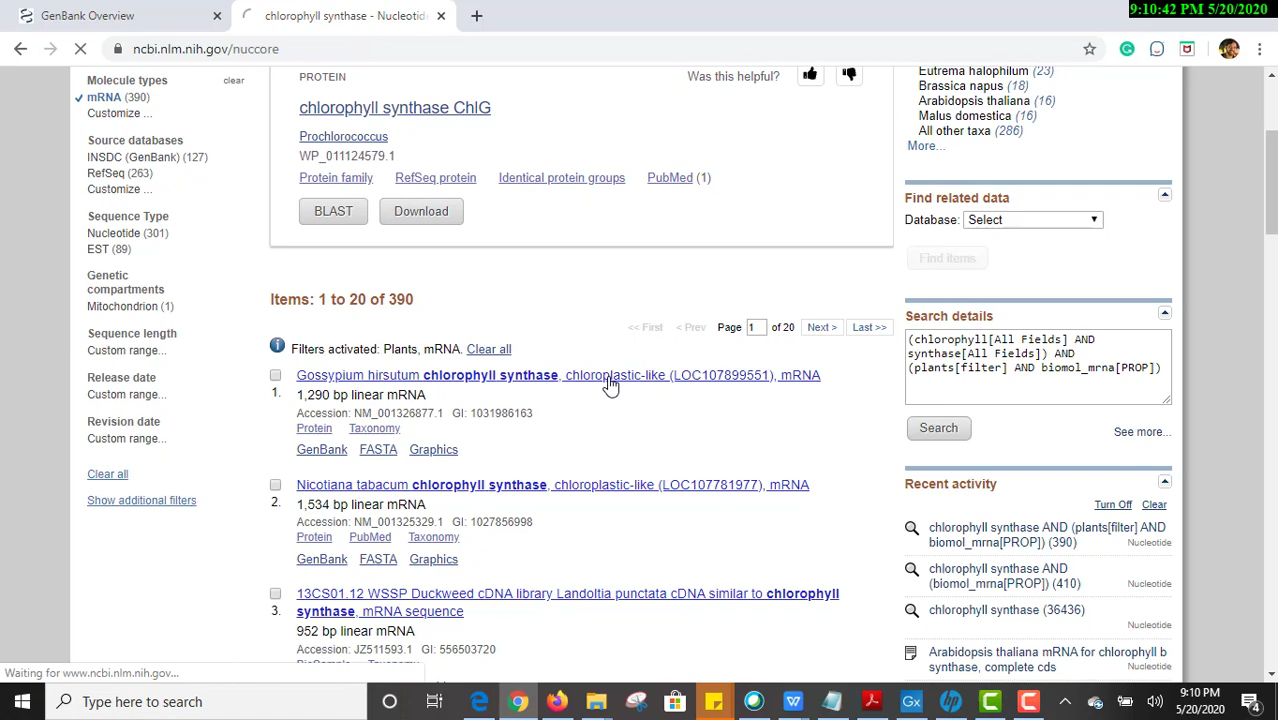 9:10:42 PM 5/20/2020
GenBank Overview
chlorophyll synthase - Nucleotid
ncbi.nlm.nih.gov/nuccore
Molecule types
clear
mRNA (390)
Customize ...
Source databases
INSDC (GenBank) (127)
RefSeq (263)
Customize ...
Sequence Type
Nucleotide (301)
EST (89)
Genetic
compartments
Mitochondrion (1)
Sequence length
Custom range...
Release date
Custom range...
Revision date
Custom range...
Clear all
Show additional filters
PROTEIN
Was this helpful?
chlorophyll synthase ChlG
Prochlorococcus
WP_011124579.1
Protein family
RefSeq protein
Identical protein groups
PubMed (1)
BLAST
Download
Items: 1 to 20 of 390
<< First
< Prev
Page 1 of 20
Next >
Last >>
Filters activated: Plants, mRNA. Clear all
Gossypium hirsutum chlorophyll synthase, chloroplastic-like (LOC107899551), mRNA
1.
1,290 bp linear mRNA
Accession: NM_001326877.1 GI: 1031986163
Protein Taxonomy
GenBank FASTA Graphics
Nicotiana tabacum chlorophyll synthase, chloroplastic-like (LOC107781977), mRNA
2.
1,534 bp linear mRNA
Accession: NM_001325329.1 GI: 1027856998
Protein PubMed Taxonomy
GenBank FASTA Graphics
13CS01.12 WSSP Duckweed cDNA library Landoltia punctata cDNA similar to chlorophyll
3. synthase, mRNA sequence
952 bp linear mRNA
Accession: JZ511593.1 GI: 556503720
BioSample Taxonomy
Eutrema halophilum (23)
Brassica napus (18)
Arabidopsis thaliana (16)
Malus domestica (16)
All other taxa (286)
More...
Find related data
Database: Select
Find items
Search details
(chlorophyll[All Fields] AND
synthase[All Fields]) AND
(plants[filter] AND biomol_mrna[PROP])
Search
See more...
Recent activity
Turn Off Clear
chlorophyll synthase AND (plants[filter] AND
biomol_mrna[PROP]) (390)
Nucleotide
chlorophyll synthase AND
(biomol_mrna[PROP]) (410)
Nucleotide
chlorophyll synthase (36436)
Nucleotide
Arabidopsis thaliana mRNA for chlorophyll b
synthase, complete cds
Nucleotide
Waiting for www.ncbi.nlm.nih.gov...
Type here to search
Gx
hp
9:10 PM
5/20/2020
4